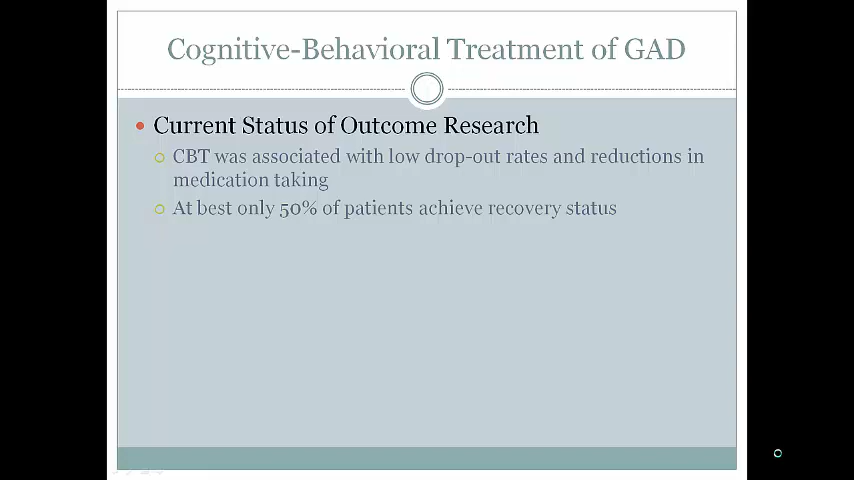 Cognitive-Behavioral Treatment of GAD
Current Status of Outcome Research
CBT was associated with low drop-out rates and reductions in
medication taking
At best only 50% of patients achieve recovery status